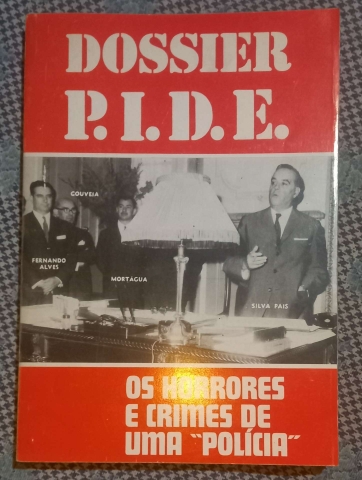 DOSSIER
P.I.D.E.
GOUVEIA
FERNANDO
ALVES
MORTÁGUA
SILVA PAIS
OS HORRORES
E CRIMES DE
UMA "POLÍCIA"